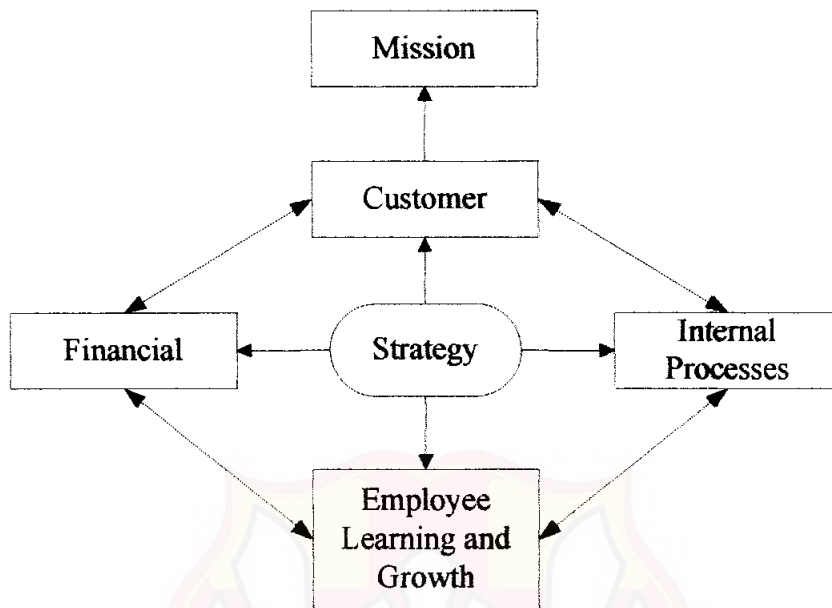 Mission
Customer
Financial
Strategy
Internal
Processes
Employee
Learning and
Growth